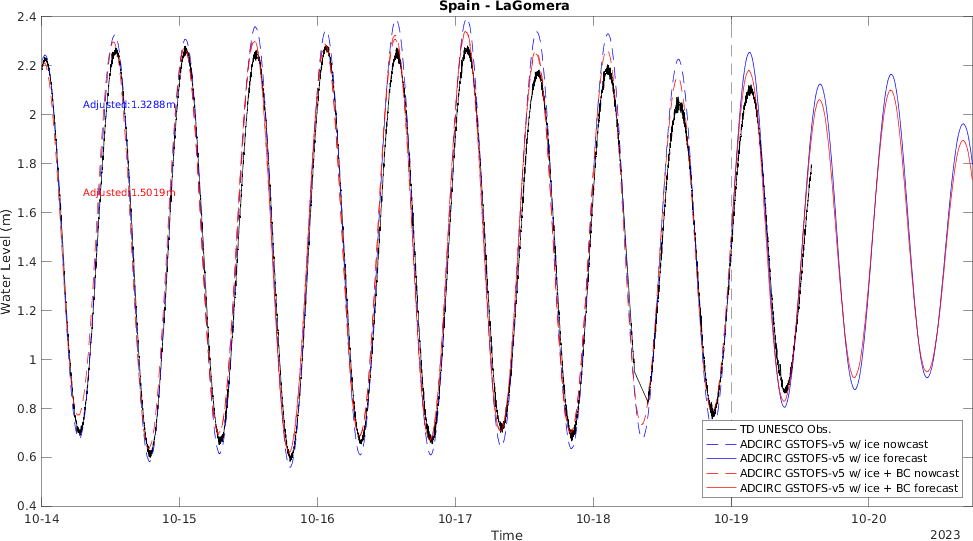 Spain - LaGomera
2.4
2.2
2
1.8
1.6
1.4
1.2
1
0.8
0.6
0.4
Water Level (m)
Adjusted:1.3288m
Adjusted:1.5019m
TD UNESCO Obs.
ADCIRC GSTOFS-v5 w/ ice nowcast
ADCIRC GSTOFS-v5 w/ ice forecast
ADCIRC GSTOFS-v5 w/ ice + BC nowcast
ADCIRC GSTOFS-v5 w/ ice + BC forecast
10-14 10-15 10-16 10-17 10-18 10-19 10-20
Time
2023